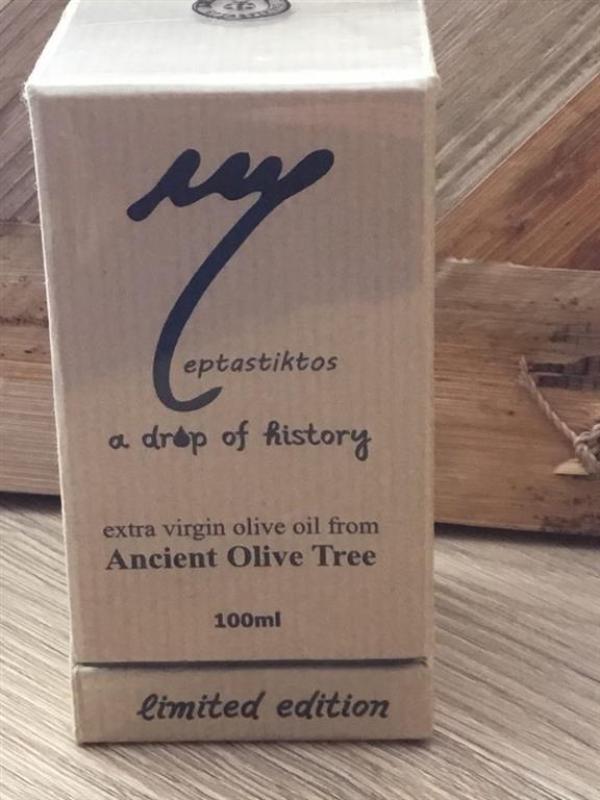 eptastiktos
a drop of history
extra virgin olive oil from
Ancient Olive Tree
100ml
limited edition